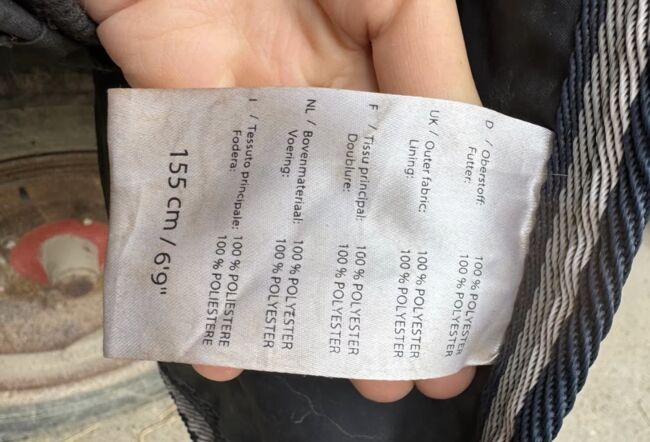 D / Oberstoff: 100 % POLYESTER
Futter: 100 % POLYESTER
UK / Outer fabric: 100 % POLYESTER
Lining: 100 % POLYESTER
F / Tissu principal: 100 % POLYESTER
Doublure: 100 % POLYESTER
NL / Bovenmateriaal: 100 % POLYESTER
Voering: 100 % POLYESTER
I / Tessuto principale: 100 % POLIESTERE
Fodera: 100 % POLIESTERE
155 cm / 6'9"